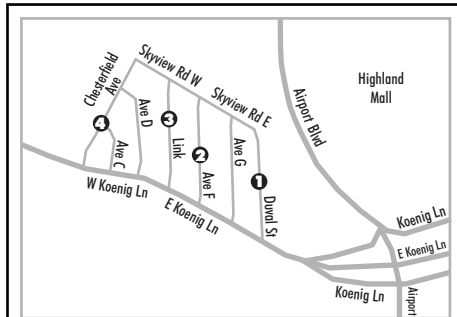 Skyview Rd W
Chesterfield
Ave
Highland
Mall
Airport Blvd
Skyview Rd E
Ave D
3
4
Link
2
Ave G
Ave C
1
W Koenig Ln
Ave F
Duval St
E Koenig Ln
Koenig Ln
E Koenig Ln
Koenig Ln
Airport